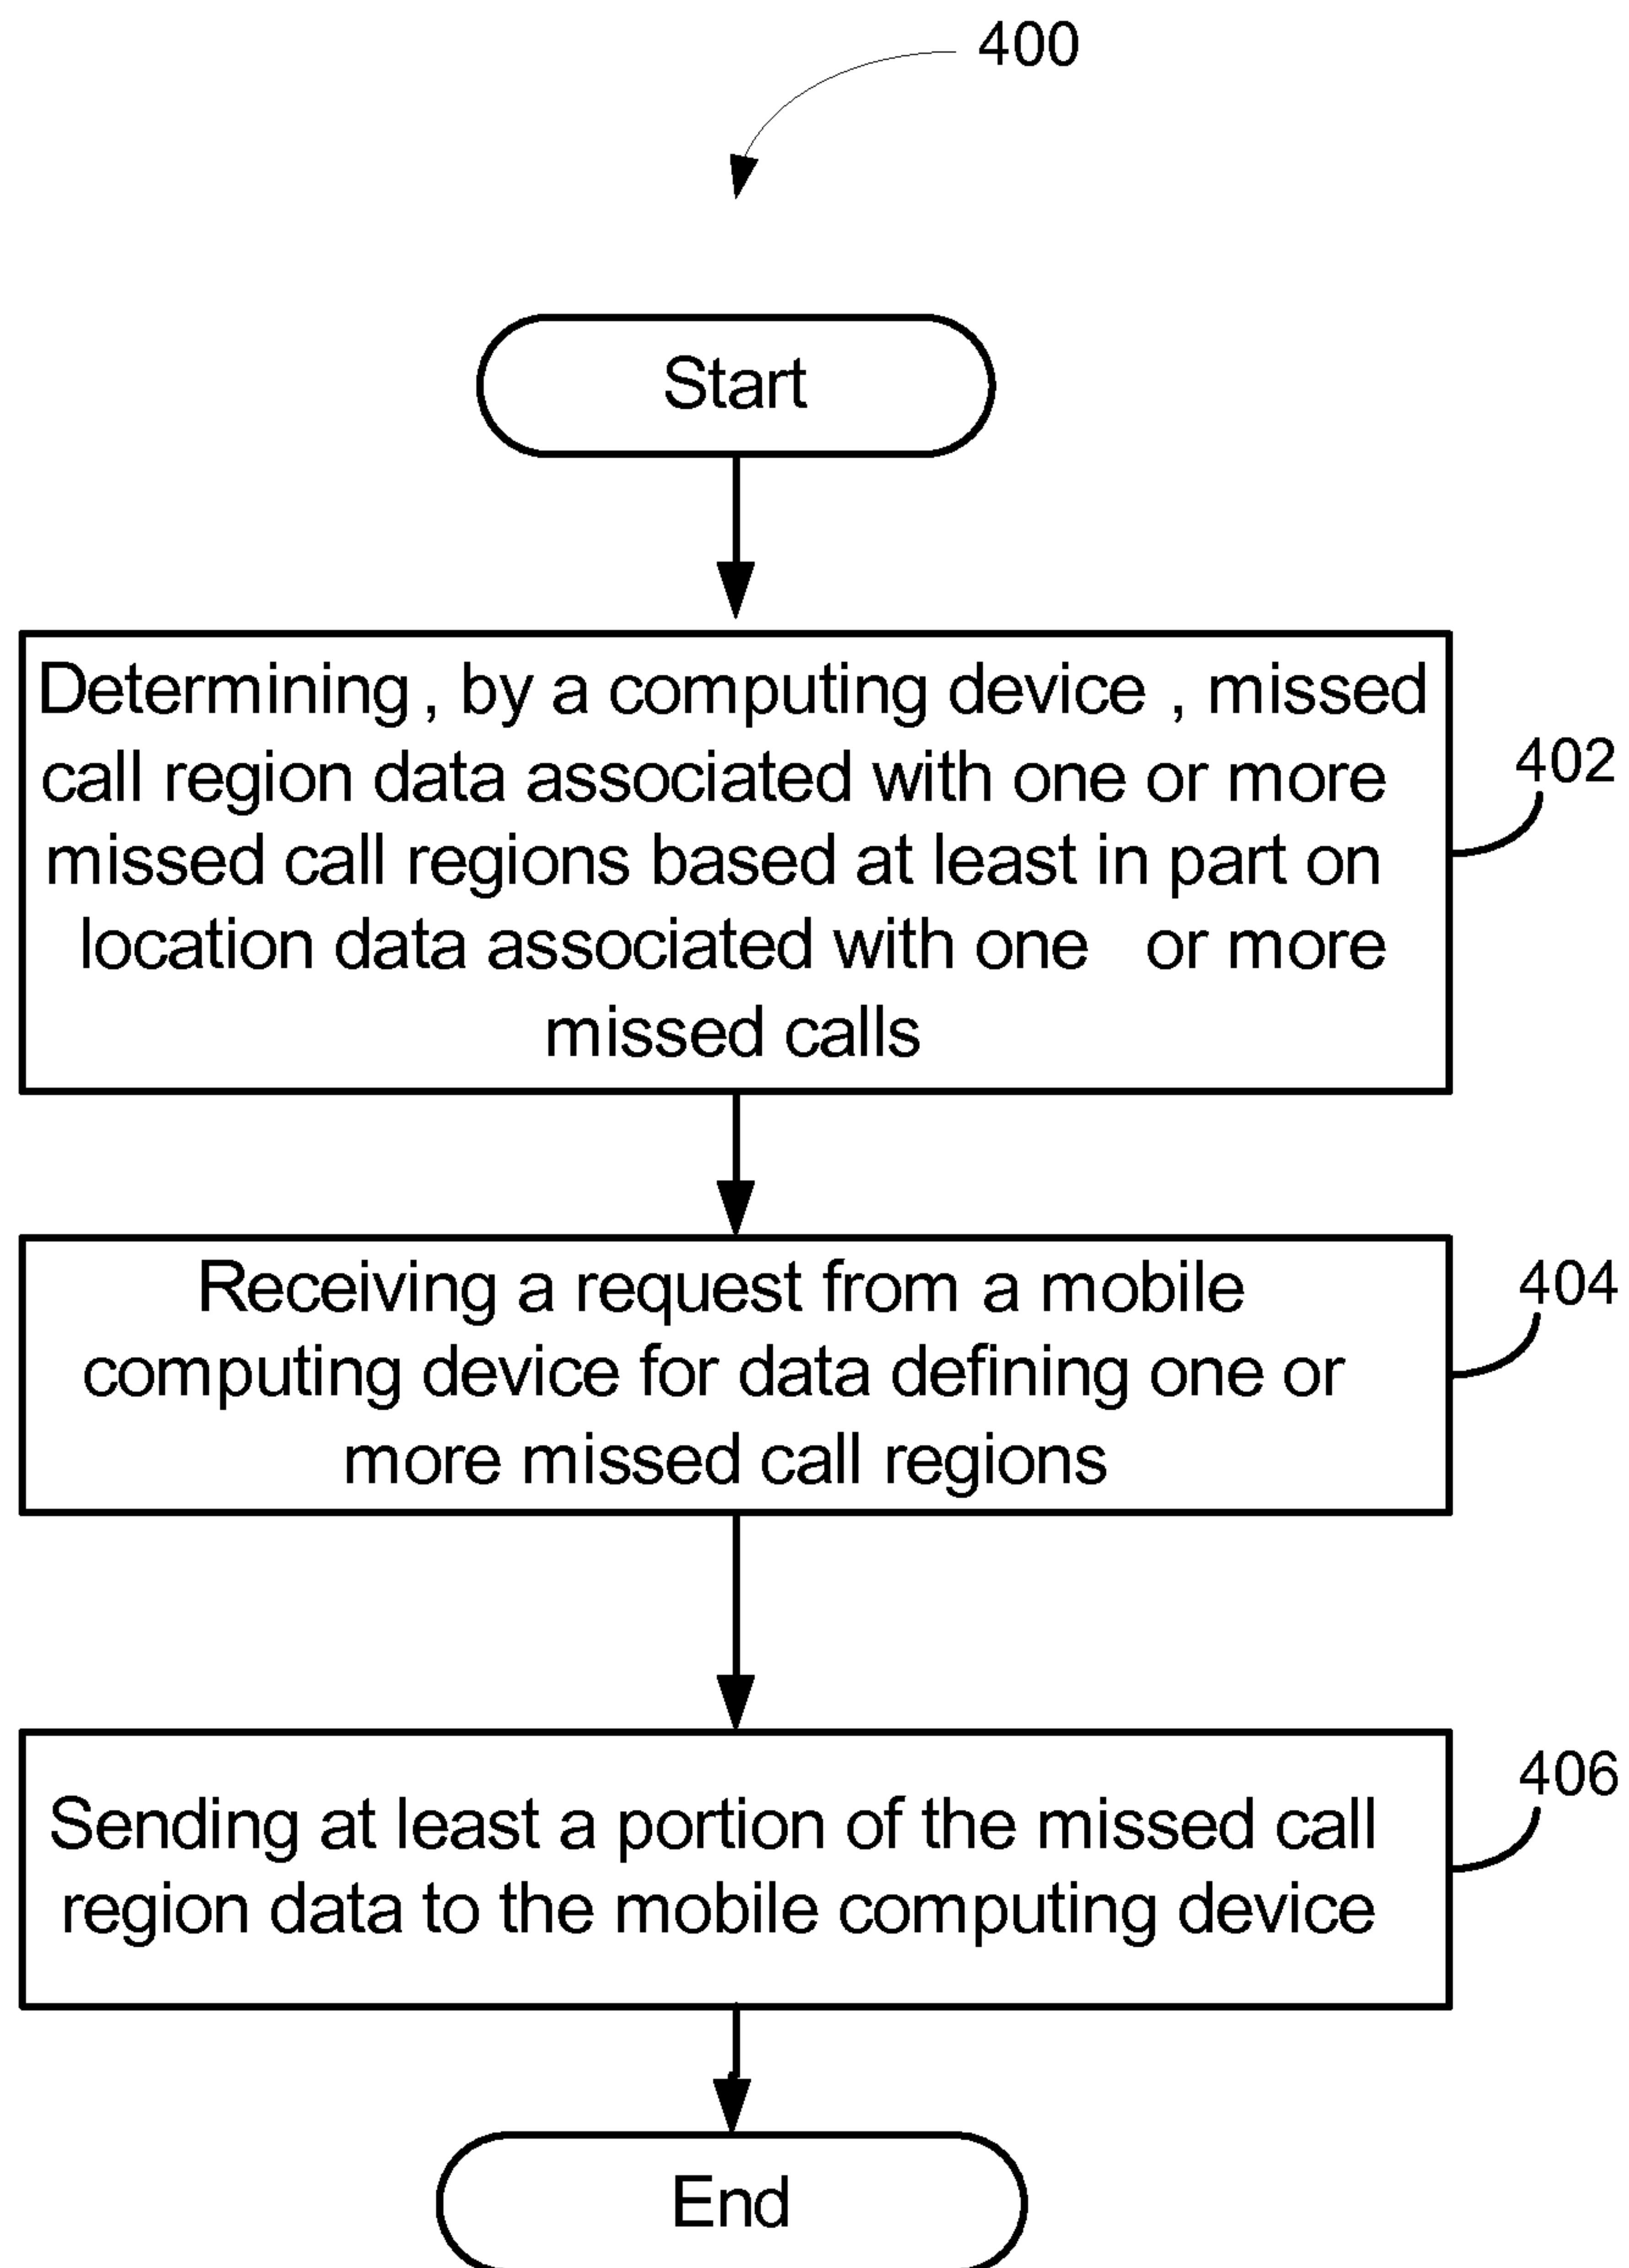 400
Start
Determining , by a computing device , missed
call region data associated with one or more
missed call regions based at least in part on
location data associated with one or more
missed calls
402
Receiving a request from a mobile
computing device for data defining one or
more missed call regions
404
Sending at least a portion of the missed call
region data to the mobile computing device
406
End